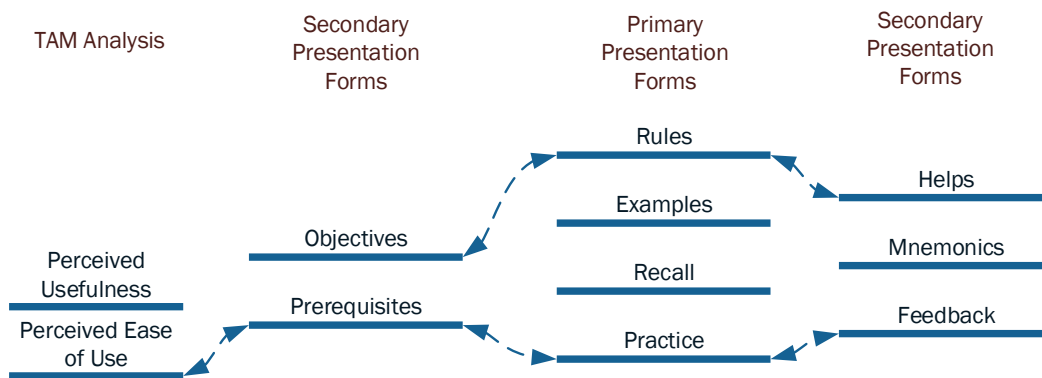 TAM Analysis
Secondary
Presentation
Forms
Primary
Presentation
Forms
Secondary
Presentation
Forms
Perceived
Usefulness
Perceived Ease
of Use
Objectives
Prerequisites
Rules
Examples
Recall
Practice
Helps
Mnemonics
Feedback